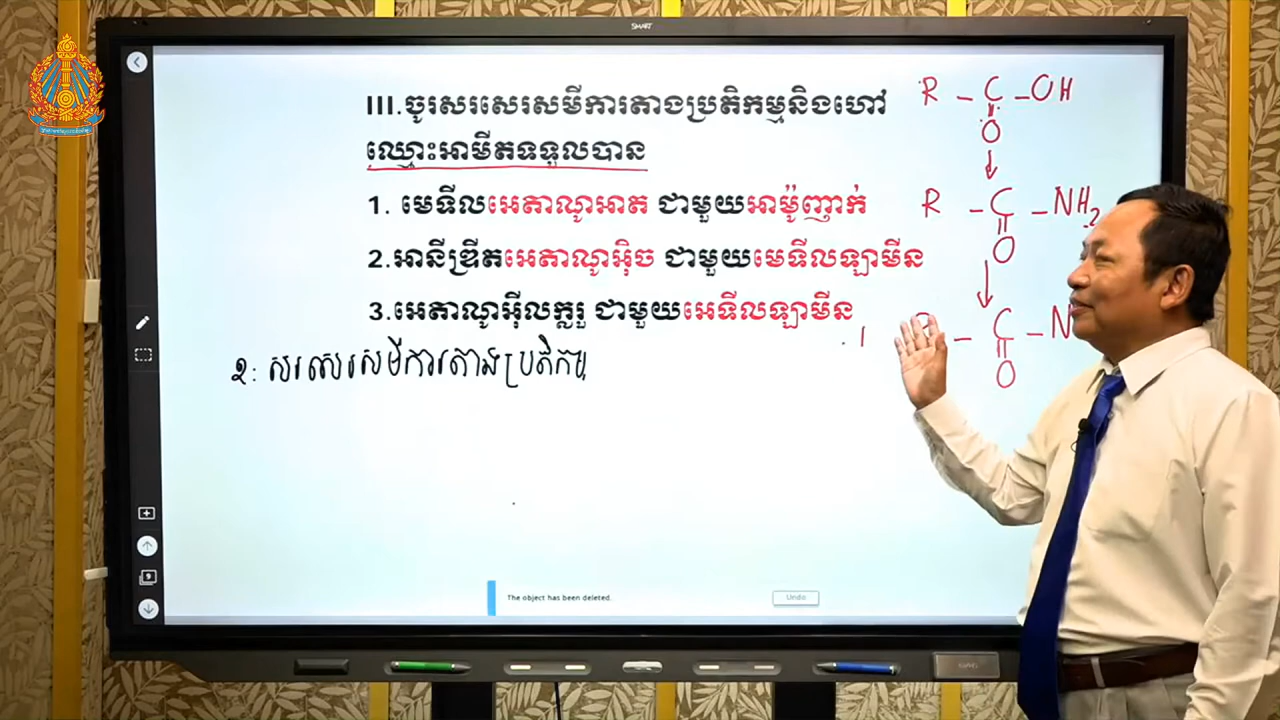 SMART
III.ចូរសរសេរសមីការតាងប្រតិកម្មនិងហៅ
ឈ្មោះអាមីតទទួលបាន
1. មេទីលអេតាណូអាត ជាមួយអាម៉ូញាក់
2.អានីឌ្រីតអេតាណូអ៊ិច ជាមួយមេទីលឡាមីន
3.អេតាណូអ៊ីលក្លរួ ជាមួយអេទីលឡាមីន
R – C – OH
O
R – C – NH2
O
– C – N
O
ៈ សរសេរសមីការតាងប្រតិកម្ម
The object has been deleted.
Undo
9